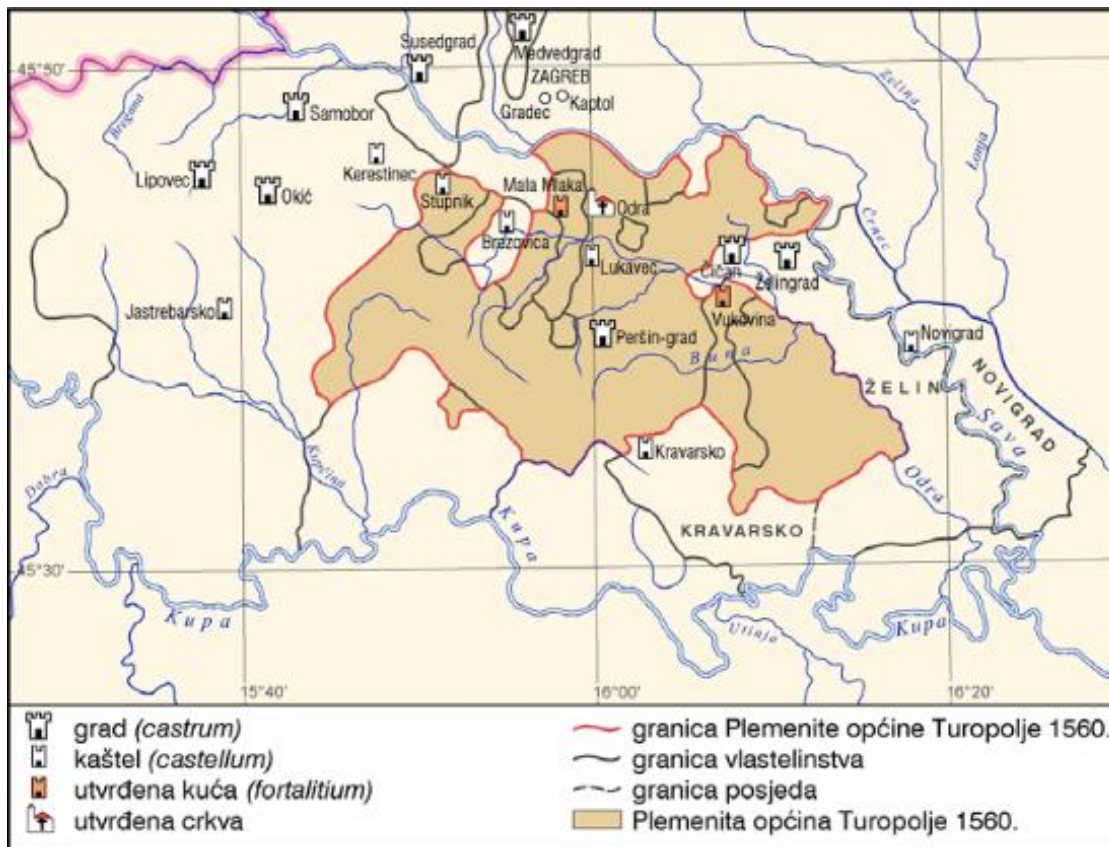 Susedgrad
Medvedgrad
45°50'
ZAGREB
Gradec
Kaptol
Bregana
Samobor
Zelina
Lonja
Lipovec
Okić
Kerestinec
Stupnik
Mala Mlaka
Odra
Brezovica
Črnec
Lukavec
Čičan
Želingrad
Jastrebarsko
Vukovina
Novigrad
Peršin-grad
Buna
ŽELIN
NOVIGRAD
Sava
Kravarsko
Kupčina
Dabra
Odra
Kupa
KRAVARSKO
45°30'
Kupa
Utinja
Kupa
15°40'
16°00'
16°20'
grad (castrum)
kaštel (castellum)
utvrđena kuća (fortalitium)
utvrđena crkva
granica Plemenite općine Turopolje 1560.
granica vlastelinstva
granica posjeda
Plemenita općina Turopolje 1560.